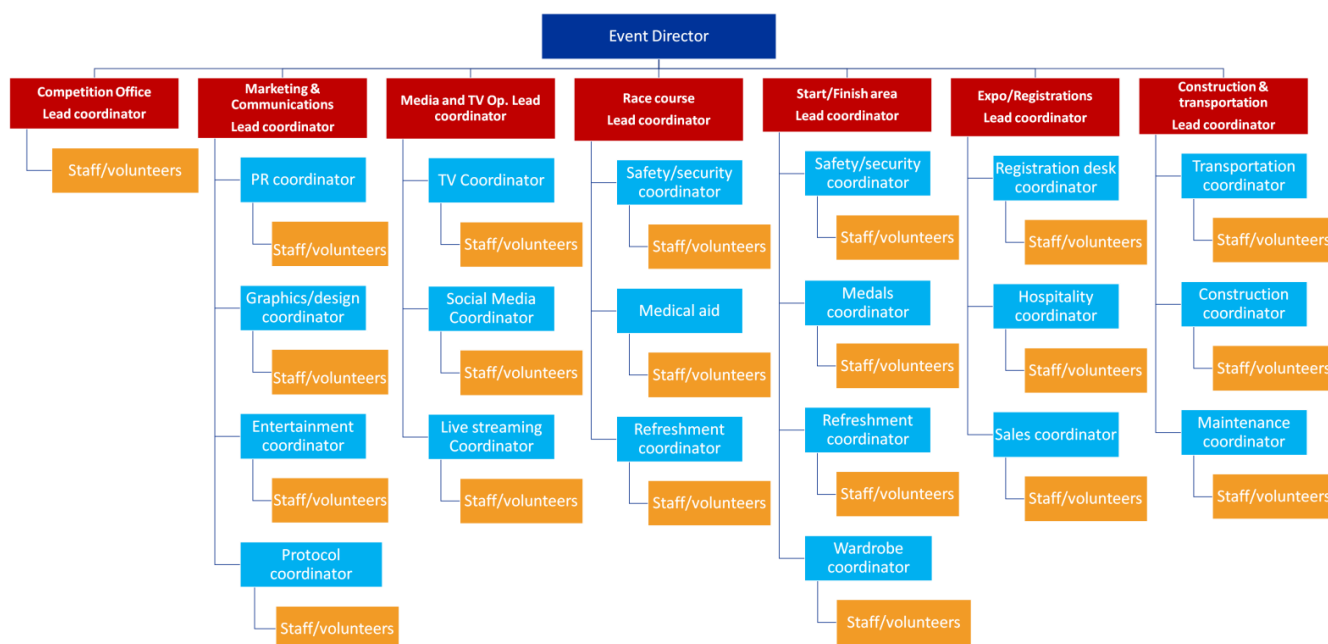 Event Director
Competition Office
Lead coordinator
Staff/volunteers
Marketing &
Communications
Lead coordinator
PR coordinator
Staff/volunteers
Graphics/design
coordinator
Staff/volunteers
Entertainment
coordinator
Staff/volunteers
Protocol
coordinator
Staff/volunteers
Media and TV Op. Lead
coordinator
TV Coordinator
Staff/volunteers
Social Media
Coordinator
Staff/volunteers
Live streaming
Coordinator
Staff/volunteers
Race course
Lead coordinator
Safety/security
coordinator
Staff/volunteers
Medical aid
Staff/volunteers
Refreshment
coordinator
Staff/volunteers
Start/Finish area
Lead coordinator
Safety/security
coordinator
Staff/volunteers
Medals
coordinator
Staff/volunteers
Refreshment
coordinator
Staff/volunteers
Wardrobe
coordinator
Staff/volunteers
Expo/Registrations
Lead coordinator
Registration desk
coordinator
Staff/volunteers
Hospitality
coordinator
Staff/volunteers
Sales coordinator
Staff/volunteers
Construction &
transportation
Lead coordinator
Transportation
coordinator
Staff/volunteers
Construction
coordinator
Staff/volunteers
Maintenance
coordinator
Staff/volunteers